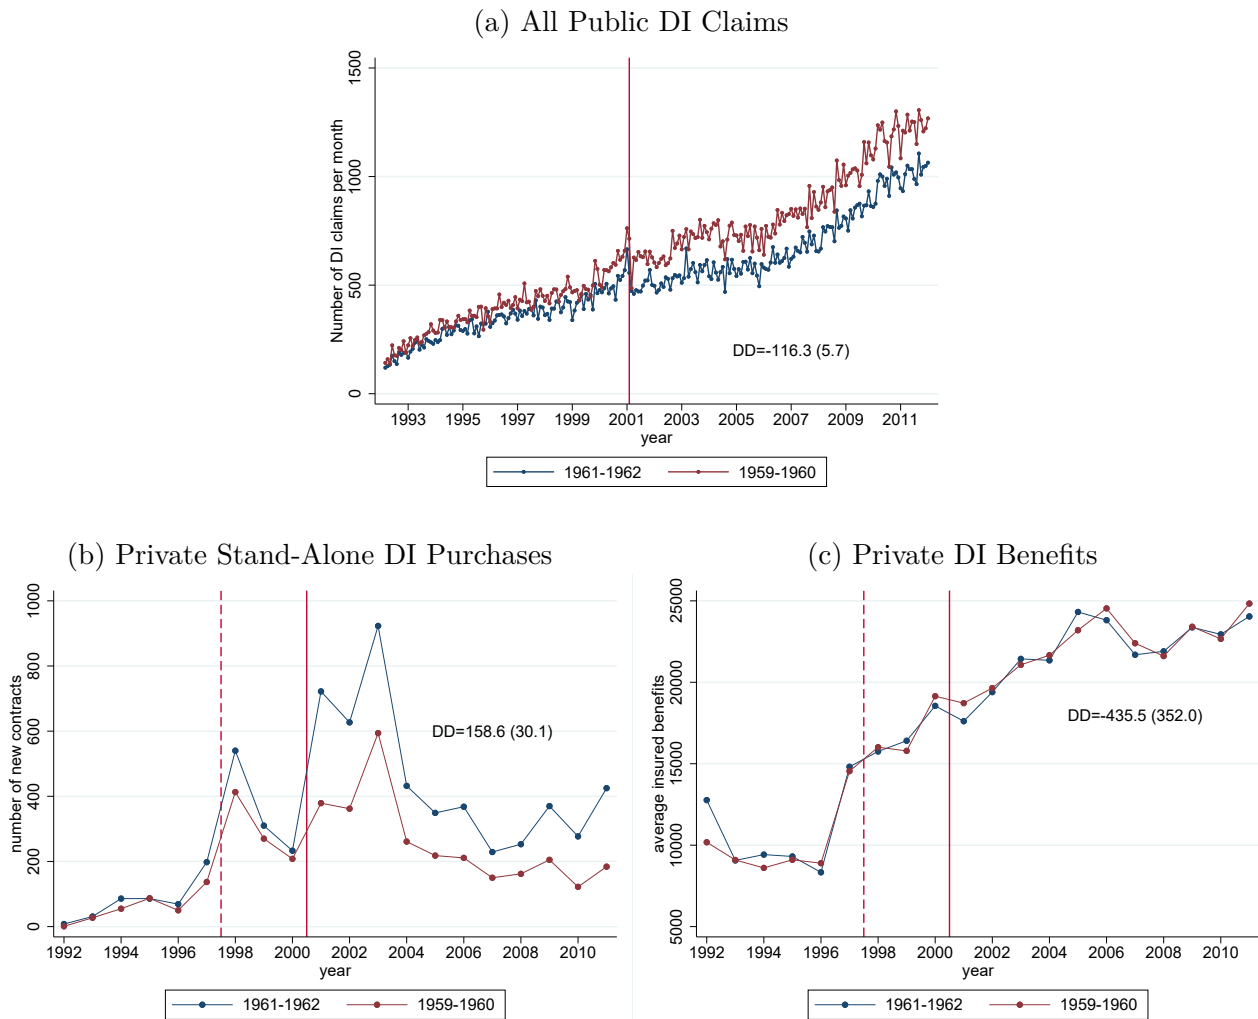 (a) All Public DI Claims
Number of DI claims per month
1500
1000
500
0
1993 1995 1997 1999 2001 2003 2005 2007 2009 2011
year
DD=-116.3 (5.7)
1961-1962 1959-1960
(b) Private Stand-Alone DI Purchases
number of new contracts
1000
800
600
400
200
0
1992 1994 1996 1998 2000 2002 2004 2006 2008 2010
year
DD=158.6 (30.1)
1961-1962 1959-1960
(c) Private DI Benefits
average insured benefits
25000
20000
15000
10000
5000
1992 1994 1996 1998 2000 2002 2004 2006 2008 2010
year
DD=-435.5 (352.0)
1961-1962 1959-1960